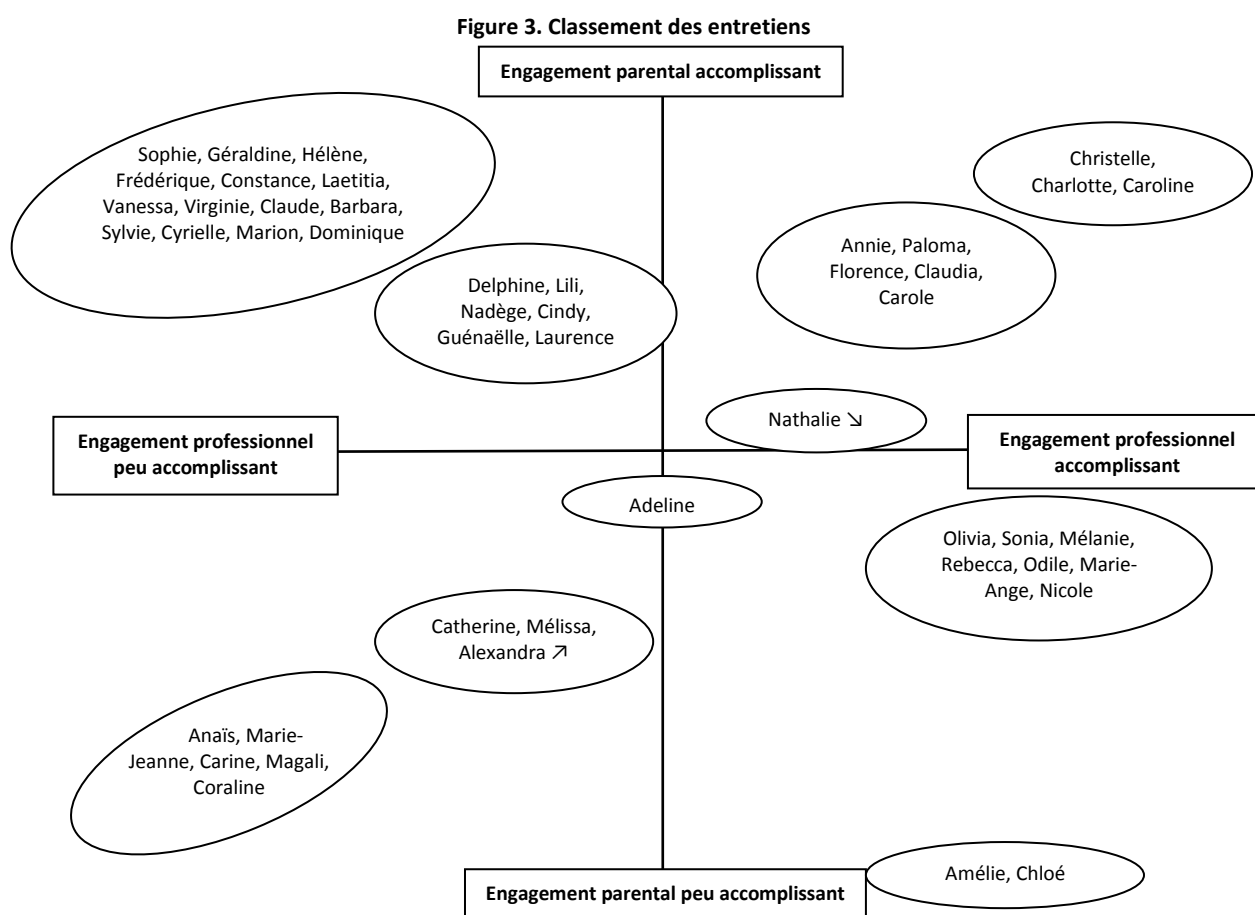 Figure 3. Classement des entretiens
Engagement parental accomplissant
Sophie, Géraldine, Hélène,
Frédérique, Constance, Laetitia,
Vanessa, Virginie, Claude, Barbara,
Sylvie, Cyrielle, Marion, Dominique
Christelle,
Charlotte, Caroline
Annie, Paloma,
Florence, Claudia,
Carole
Delphine, Lili,
Nadège, Cindy,
Guénaëlle, Laurence
Nathalie ↘
Engagement professionnel
peu accomplissant
Engagement professionnel
accomplissant
Adeline
Olivia, Sonia, Mélanie,
Rebecca, Odile, Marie-
Ange, Nicole
Catherine, Mélissa,
Alexandra ↗
Anaïs, Marie-
Jeanne, Carine, Magali,
Coraline
Amélie, Chloé
Engagement parental peu accomplissant